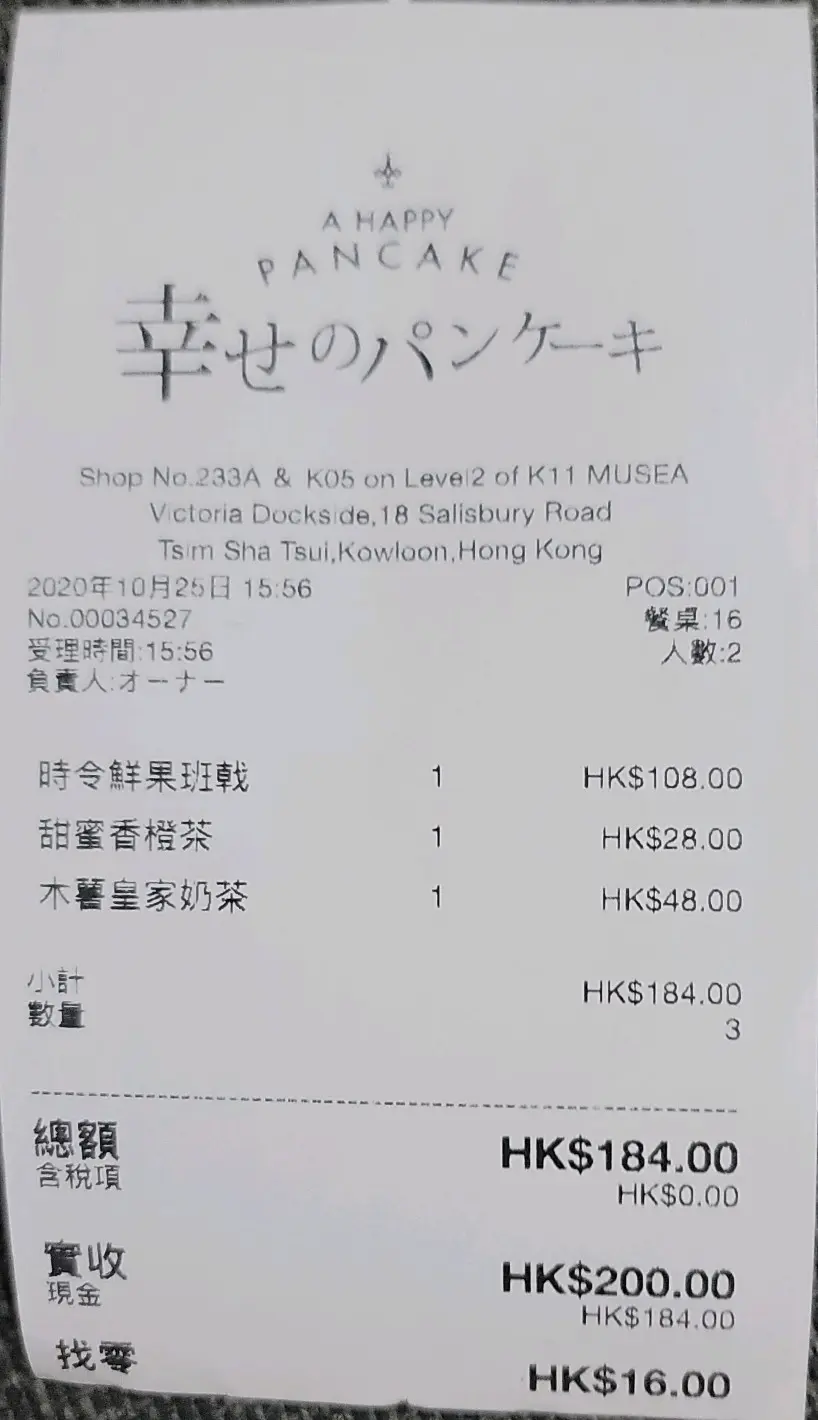 A HAPPY
PANCAKE
幸せのパンケーキ
Shop No.233A & K05 on Level2 of K11 MUSEA
Victoria Dockside,18 Salisbury Road
Tsim Sha Tsui,Kowloon,Hong Kong
2020年10月25日 15:56 POS:001
No.00034527 餐桌:16
受理時間:15:56 人數:2
負責人:オーナー
時令鮮果班戟 1 HK$108.00
甜蜜香橙茶 1 HK$28.00
木薯皇家奶茶 1 HK$48.00
小計 HK$184.00
數量 3
總額 HK$184.00
含稅項 HK$0.00
實收 HK$200.00
現金 HK$184.00
找零 HK$16.00